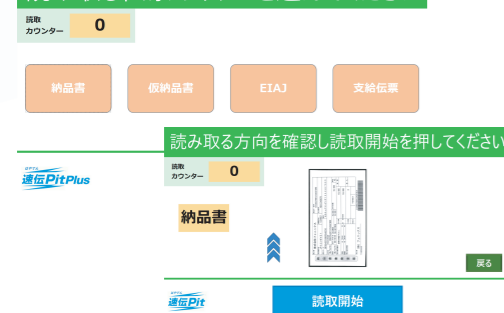 読取
カウンター 0
納品書 仮納品書 EIAJ 支給伝票
速伝PitPlus
読み取る方向を確認し読取開始を押してください
読取
カウンター 0
納品書
戻る
速伝Pit
読取開始